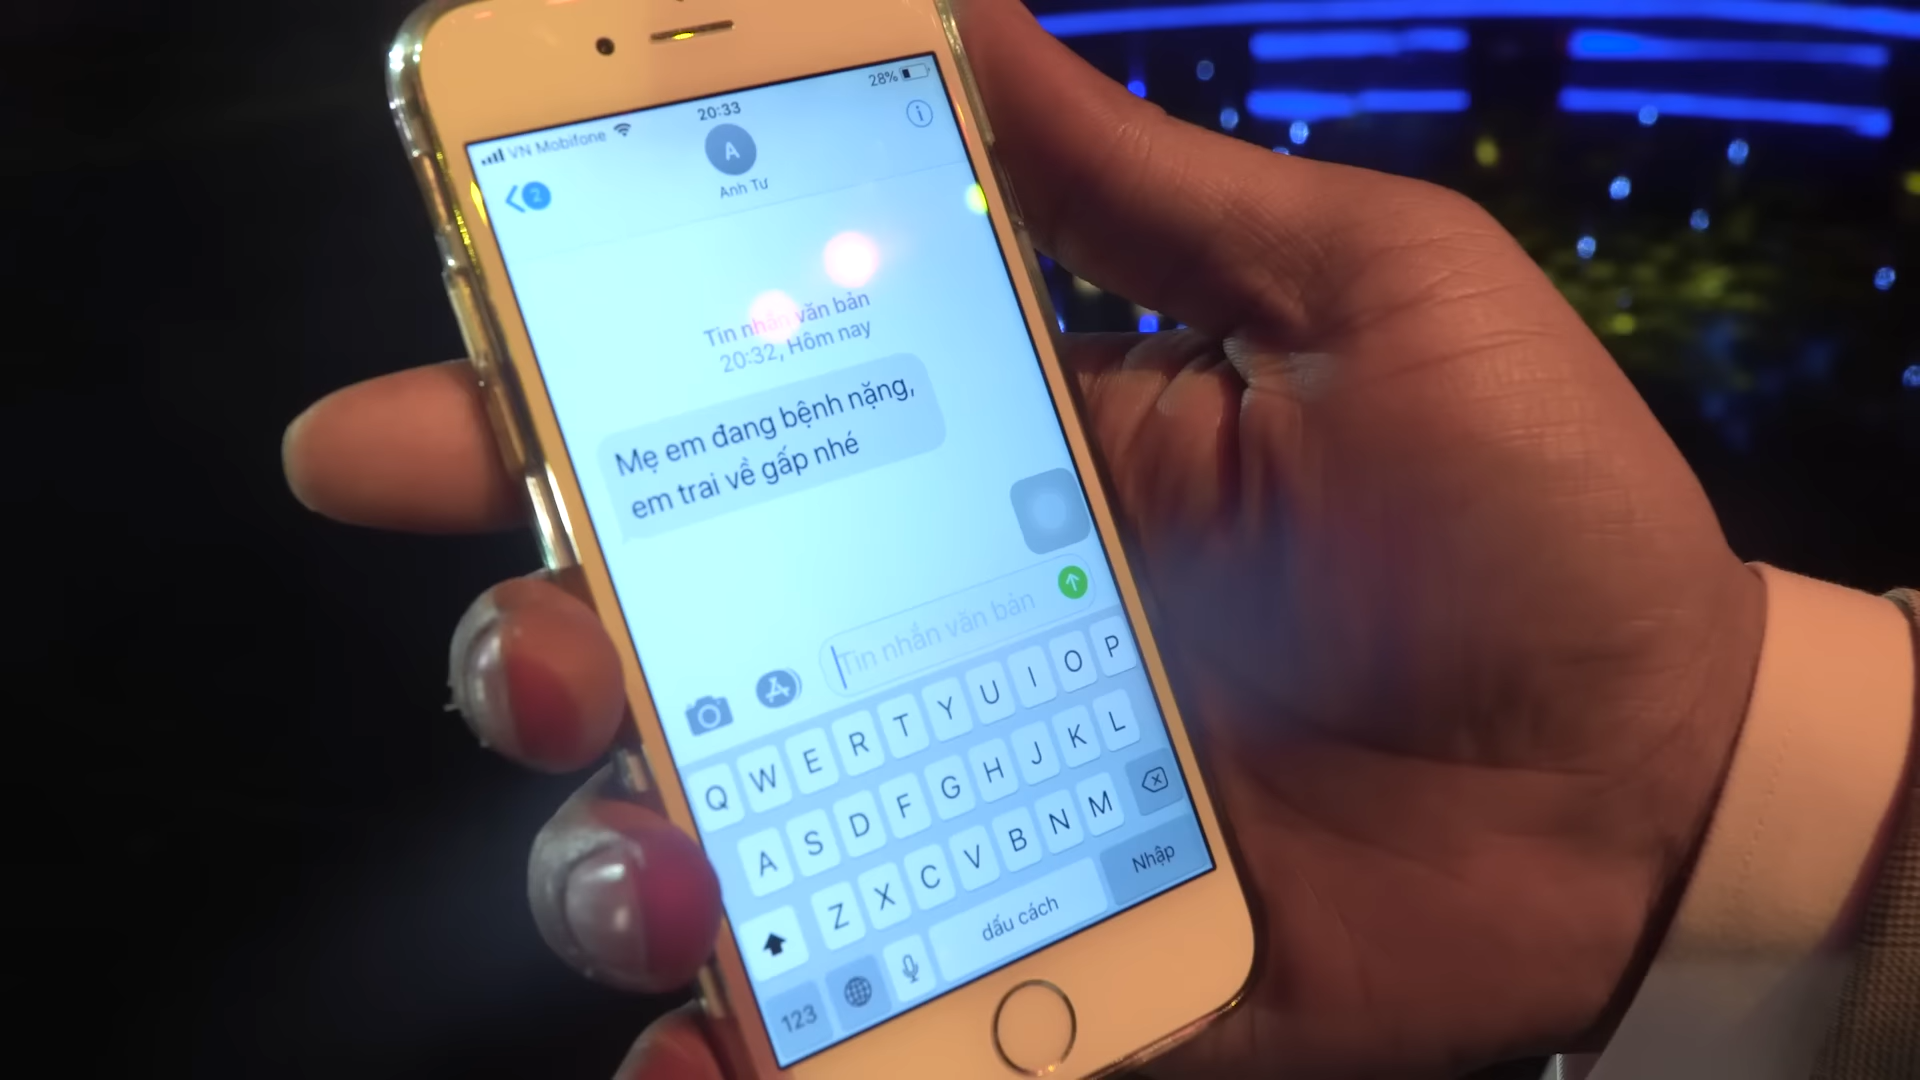 VN Mobifone
20:33
28%
2
A
Anh Tư
Tin nhắn văn bản
20:32, Hôm nay
Mẹ em đang bệnh nặng,
em trai về gấp nhé
Tin nhắn văn bản
Q W E R T Y U I O P
A S D F G H J K L
Z X C V B N M
123
dấu cách
Nhập